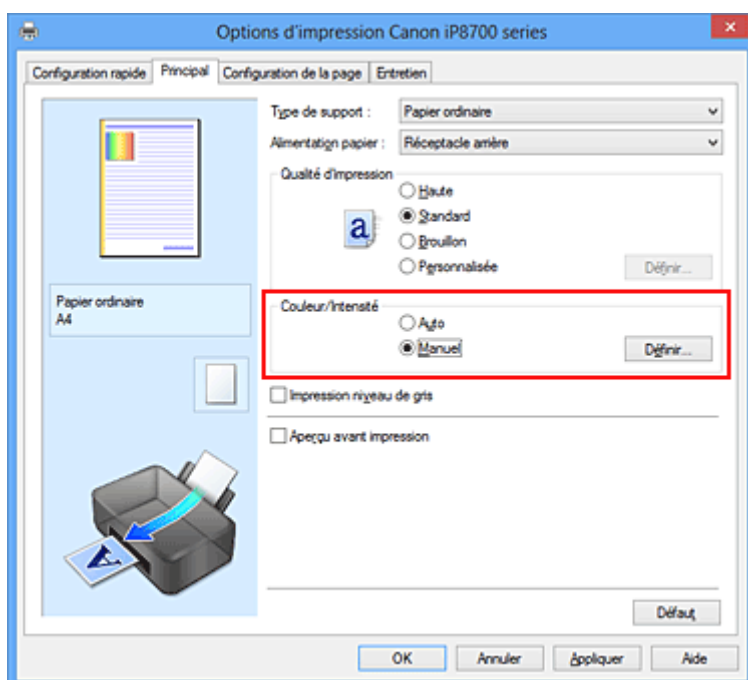 Options d'impression Canon iP8700 series
Configuration rapide Principal Configuration de la page Entretien
Type de support : Papier ordinaire
Alimentation papier : Réceptacle arrière
Qualité d'impression
Haute
Standard
Brouillon
Personnalisée Définir...
Papier ordinaire
A4
Couleur/Intensité
Auto
Manuel Définir...
Impression niveau de gris
Aperçu avant impression
Défaut
OK Annuler Appliquer Aide